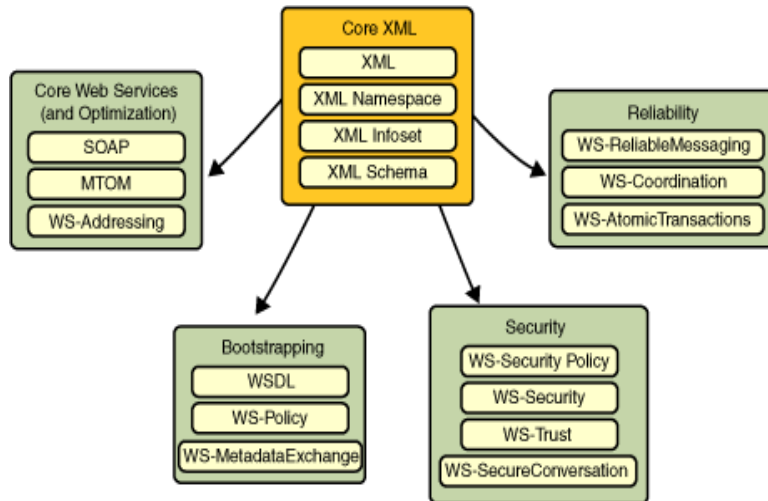 Core XML
XML
XML Namespace
XML Infoset
XML Schema
Core Web Services
(and Optimization)
SOAP
MTOM
WS-Addressing
Reliability
WS-ReliableMessaging
WS-Coordination
WS-AtomicTransactions
Bootstrapping
WSDL
WS-Policy
WS-MetadataExchange
Security
WS-Security Policy
WS-Security
WS-Trust
WS-SecureConversation